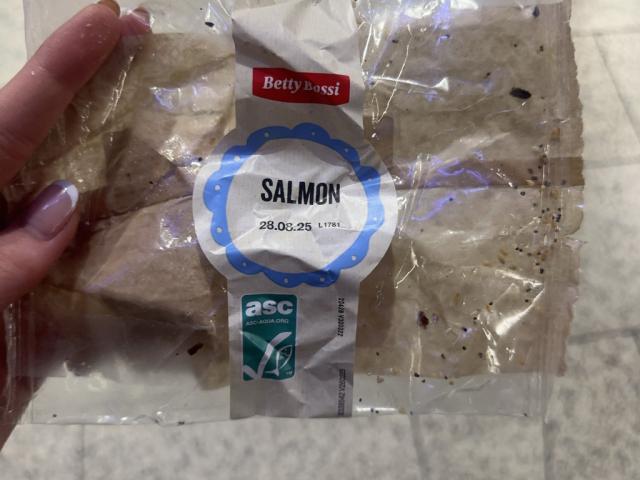 Betty Bossi
SALMON
28.08.25 L1781
asc
ASC-AQUA.ORG